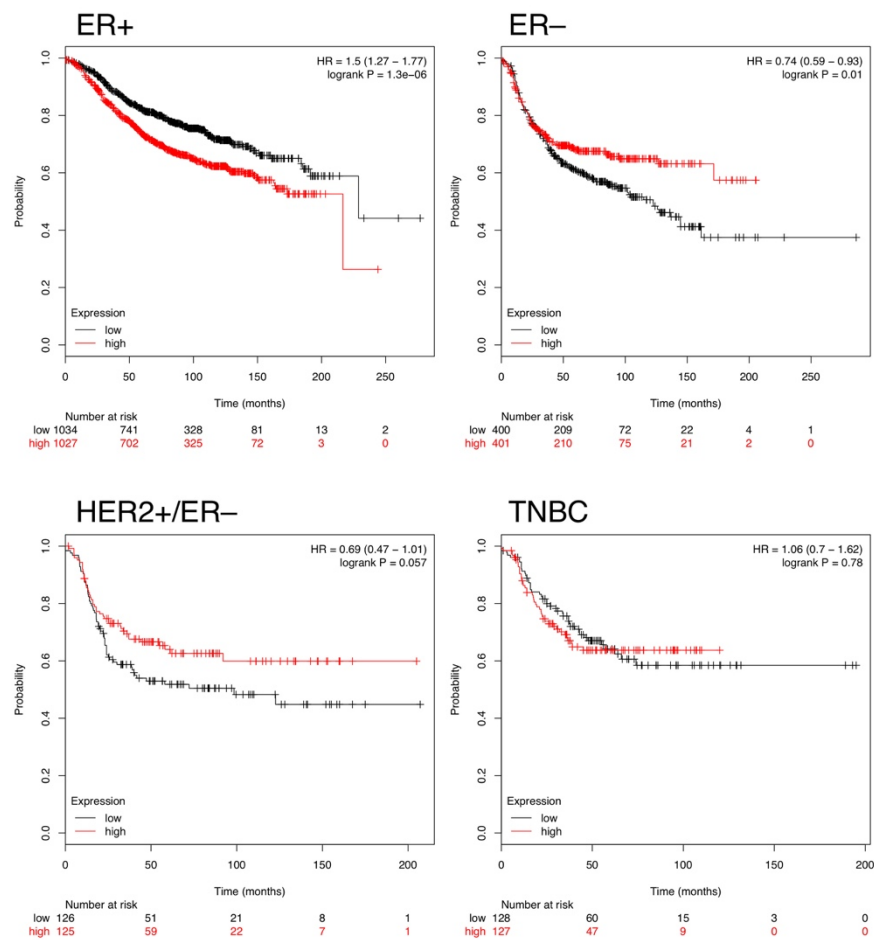 ER+
HR = 1.5 (1.27 − 1.77)
logrank P = 1.3e−06
Probability
1.0
0.8
0.6
0.4
0.2
0.0
Expression
low
high
0 50 100 150 200 250
Time (months)
Number at risk
low 1034 741 328 81 13 2
high 1027 702 325 72 3 0
ER−
HR = 0.74 (0.59 − 0.93)
logrank P = 0.01
Probability
1.0
0.8
0.6
0.4
0.2
0.0
Expression
low
high
0 50 100 150 200 250
Time (months)
Number at risk
low 400 209 72 22 4 1
high 401 210 75 21 2 0
HER2+/ER−
HR = 0.69 (0.47 − 1.01)
logrank P = 0.057
Probability
1.0
0.8
0.6
0.4
0.2
0.0
Expression
low
high
0 50 100 150 200
Time (months)
Number at risk
low 126 51 21 8 1
high 125 59 22 7 1
TNBC
HR = 1.06 (0.7 − 1.62)
logrank P = 0.78
Probability
1.0
0.8
0.6
0.4
0.2
0.0
Expression
low
high
0 50 100 150 200
Time (months)
Number at risk
low 128 60 15 3 0
high 127 47 9 0 0